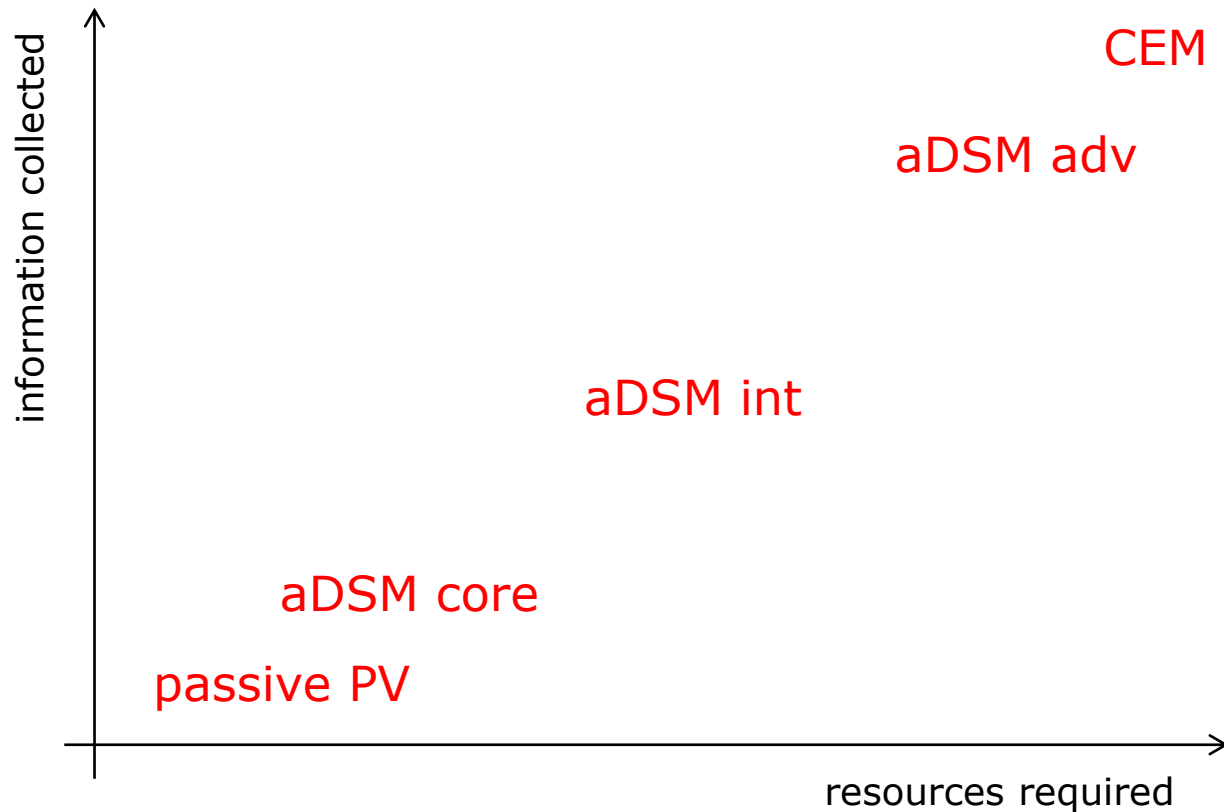 CEM
aDSM adv
information collected
aDSM int
aDSM core
passive PV
resources required